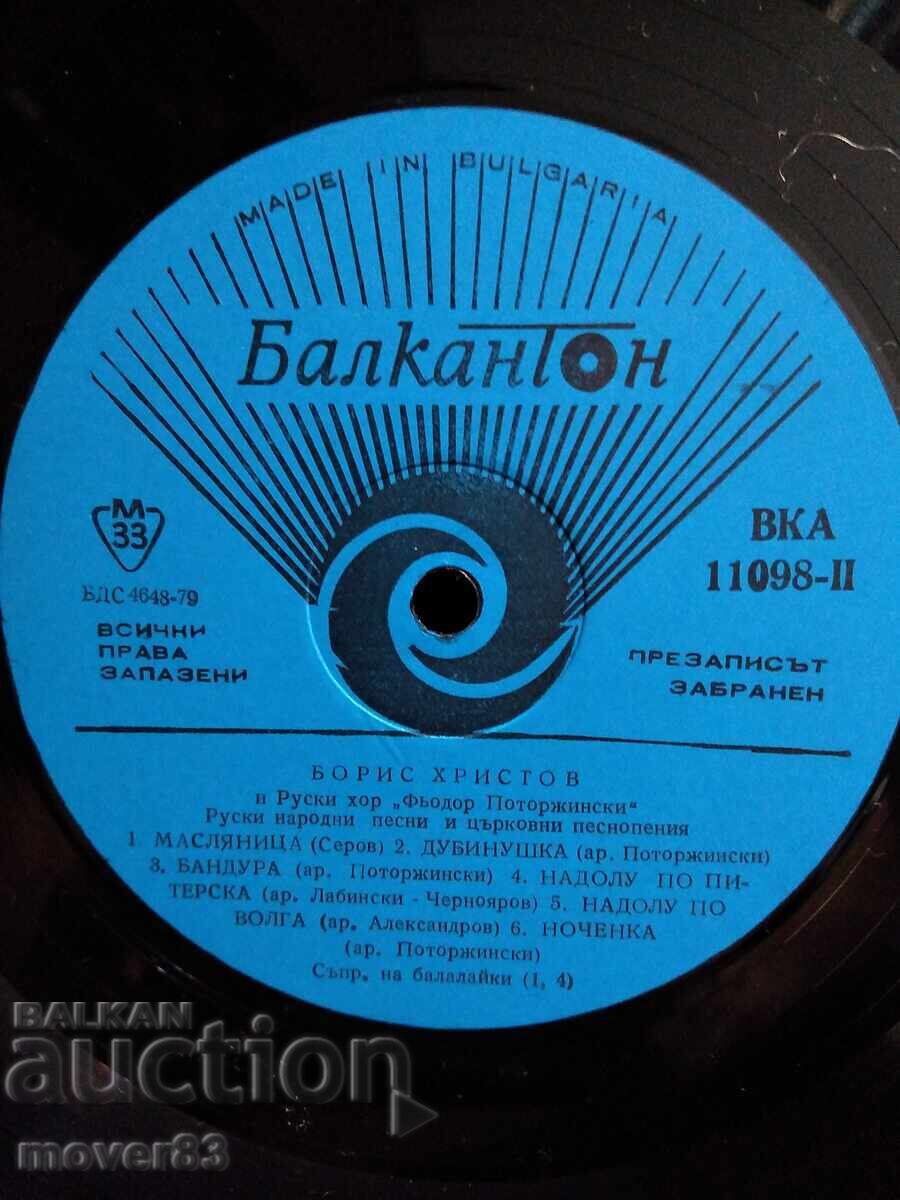 MADE IN BULGARIA
Балкантон
М
33
БДС 4648-79
ВСИЧКИ
ПРАВА
ЗАПАЗЕНИ
ВКА
11098-II
ПРЕЗАПИСЪТ
ЗАБРАНЕН
БОРИС ХРИСТОВ
и Руски хор „Фьодор Поторжински"
Руски народни песни и църковни песнопения
1. МАСЛЯНИЦА (Серов) 2. ДУБИНУШКА (ар. Поторжински)
3. БАНДУРА (ар. Поторжински) 4. НАДОЛУ ПО ПИ-
ТЕРСКА (ар. Лабински - Чернояров) 5. НАДОЛУ ПО
ВОЛГА (ар. Александров) 6. НОЧЕНКА
(ар. Поторжински)
Съпр. на балалайки (1, 4)
BALKAN
auction
mover83